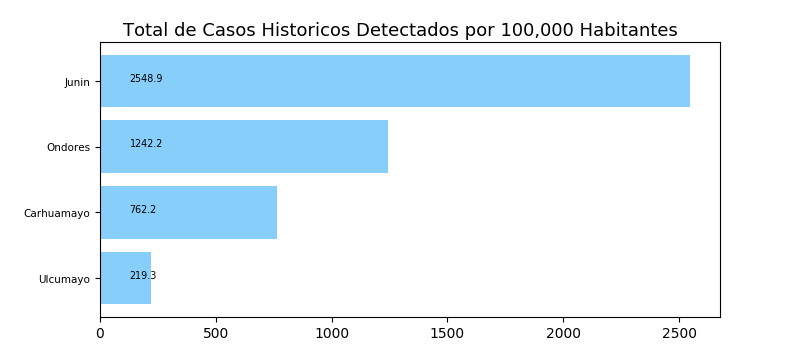 Total de Casos Historicos Detectados por 100,000 Habitantes
Junin 2548.9
Ondores 1242.2
Carhuamayo 762.2
Ulcumayo 219.3
0 500 1000 1500 2000 2500